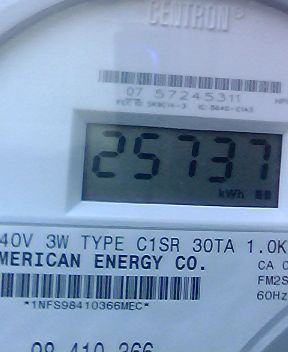 CENTRON®
07 57245311
25737
kWh
40V 3W TYPE C1SR 30TA 1.0K
MERICAN ENERGY CO.
CA 0
FM2S
*1NFS98410366MEC*
60Hz
98 410 366